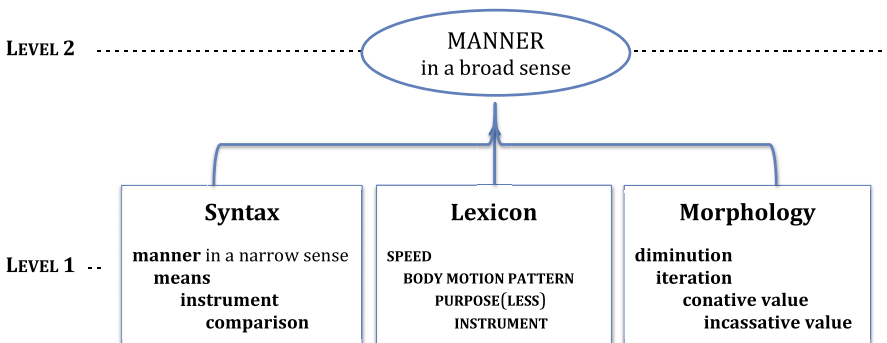 LEVEL 2
MANNER
in a broad sense
LEVEL 1
Syntax
manner in a narrow sense
means
instrument
comparison
Lexicon
SPEED
BODY MOTION PATTERN
PURPOSE(LESS)
INSTRUMENT
Morphology
diminution
iteration
conative value
incassative value